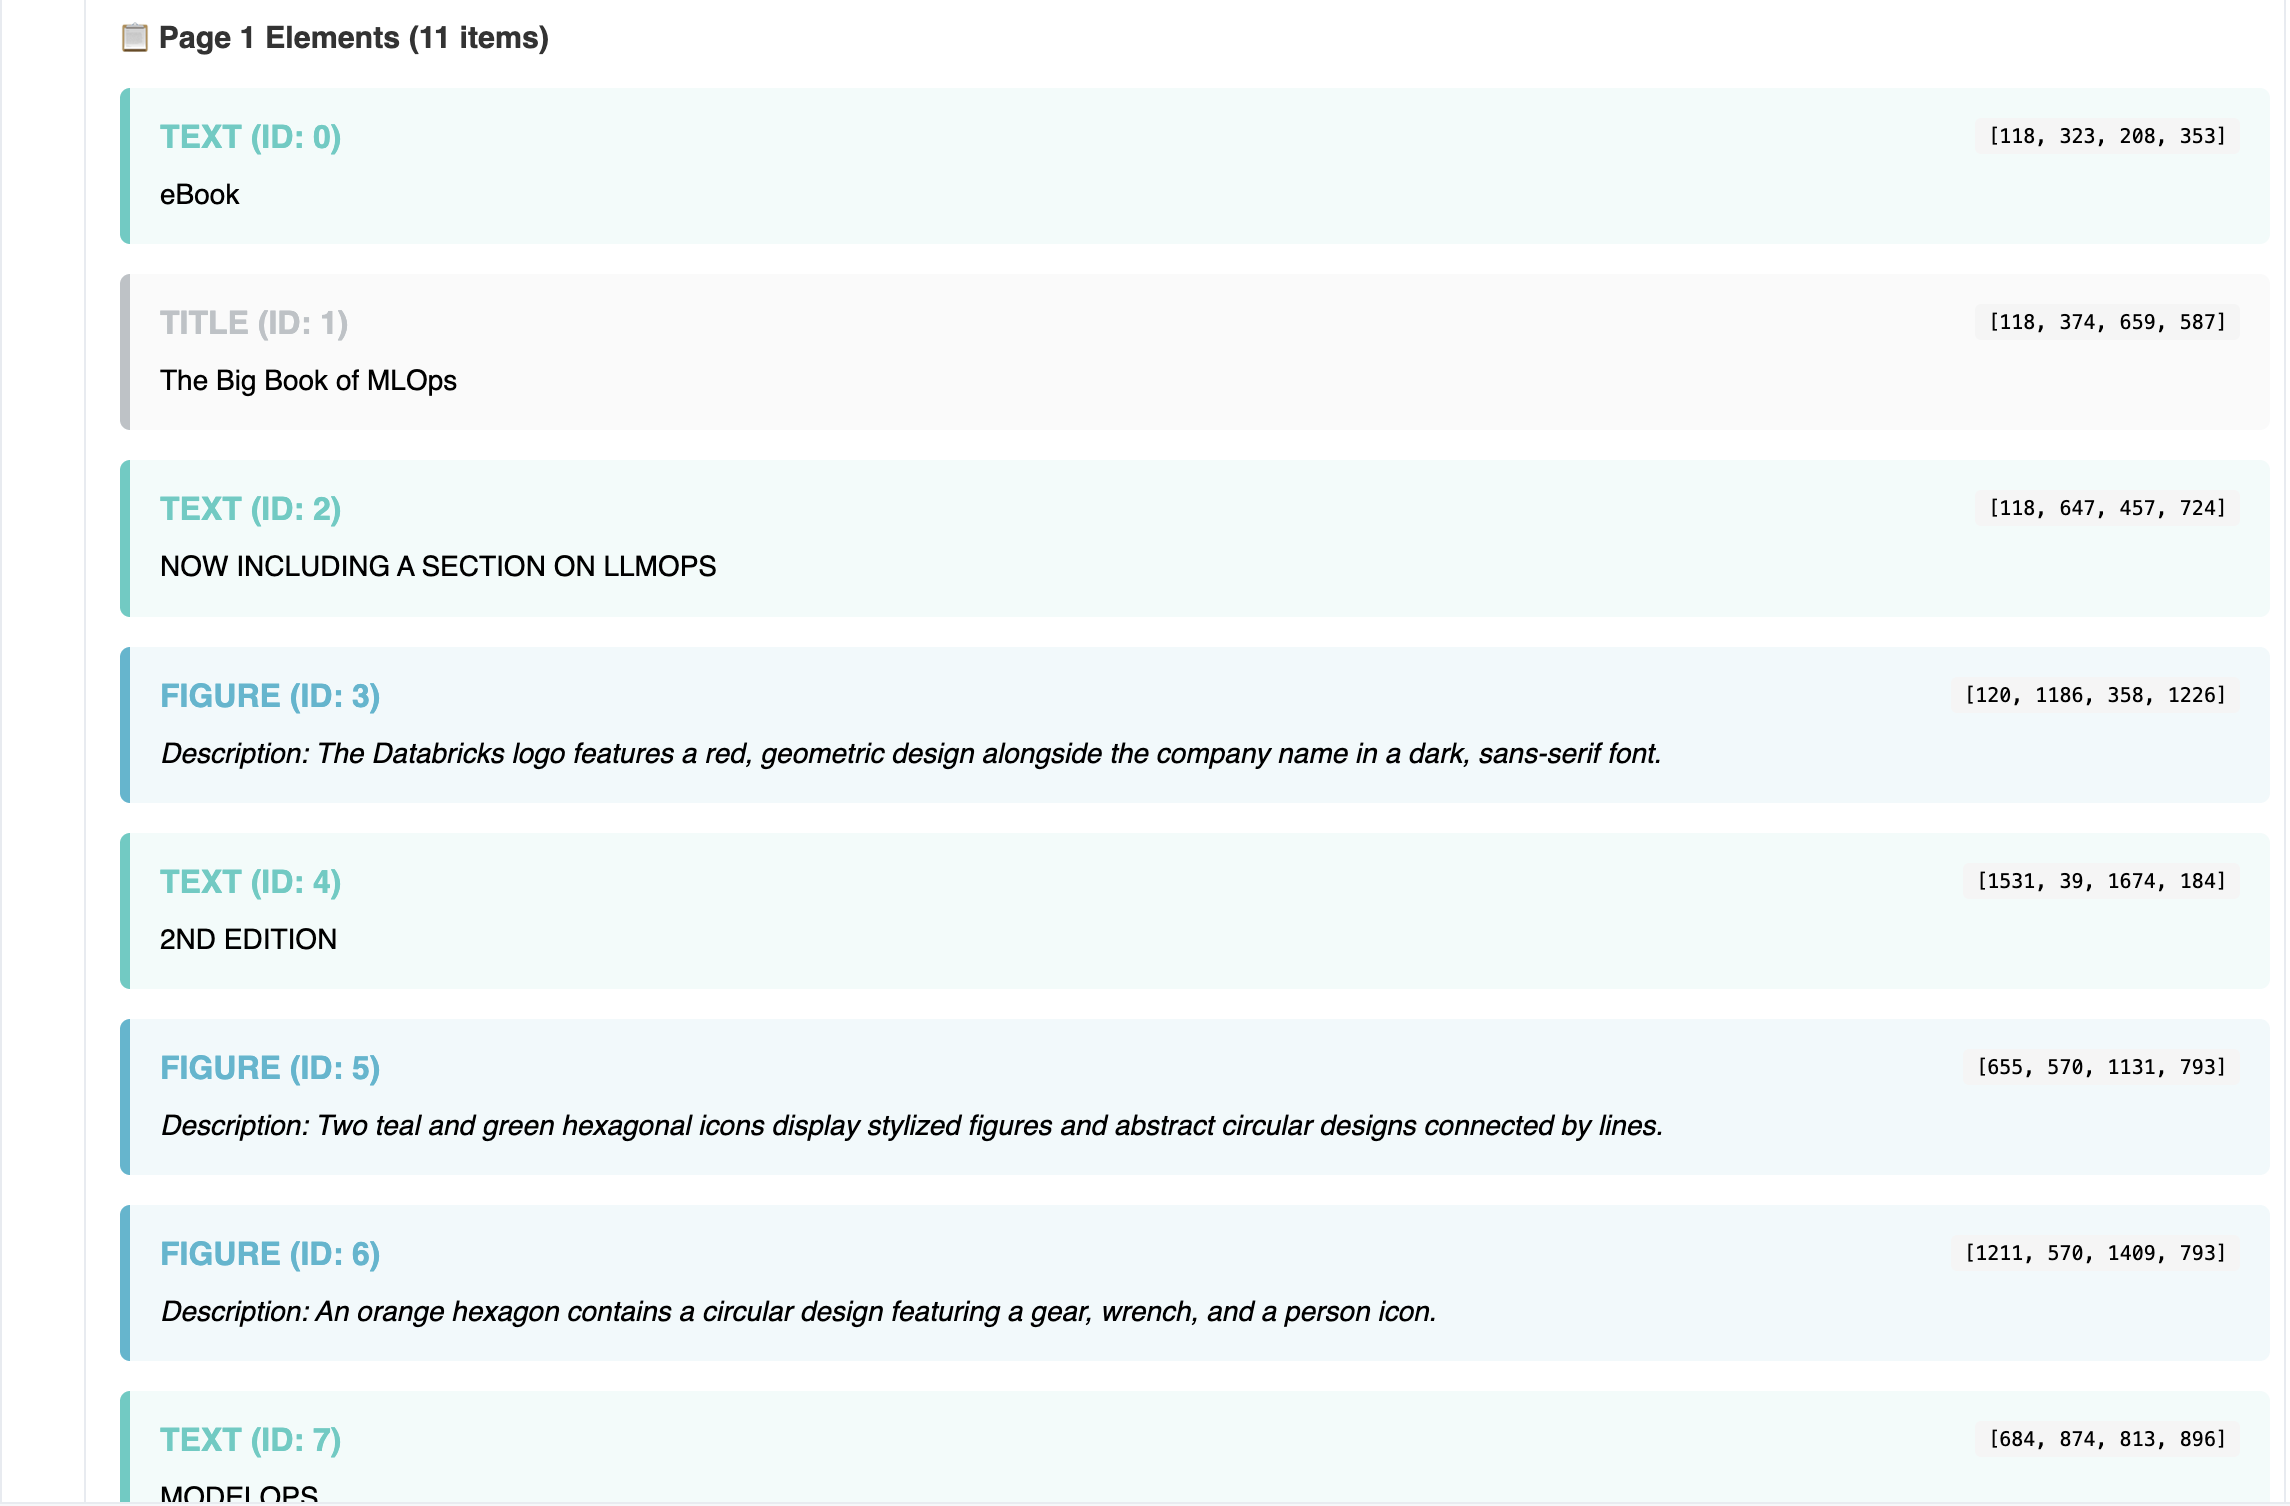 📋 Page 1 Elements (11 items)
TEXT (ID: 0) [118, 323, 208, 353]
eBook
TITLE (ID: 1) [118, 374, 659, 587]
The Big Book of MLOps
TEXT (ID: 2) [118, 647, 457, 724]
NOW INCLUDING A SECTION ON LLMOPS
FIGURE (ID: 3) [120, 1186, 358, 1226]
Description: The Databricks logo features a red, geometric design alongside the company name in a dark, sans-serif font.
TEXT (ID: 4) [1531, 39, 1674, 184]
2ND EDITION
FIGURE (ID: 5) [655, 570, 1131, 793]
Description: Two teal and green hexagonal icons display stylized figures and abstract circular designs connected by lines.
FIGURE (ID: 6) [1211, 570, 1409, 793]
Description: An orange hexagon contains a circular design featuring a gear, wrench, and a person icon.
TEXT (ID: 7) [684, 874, 813, 896]
MODELOPS